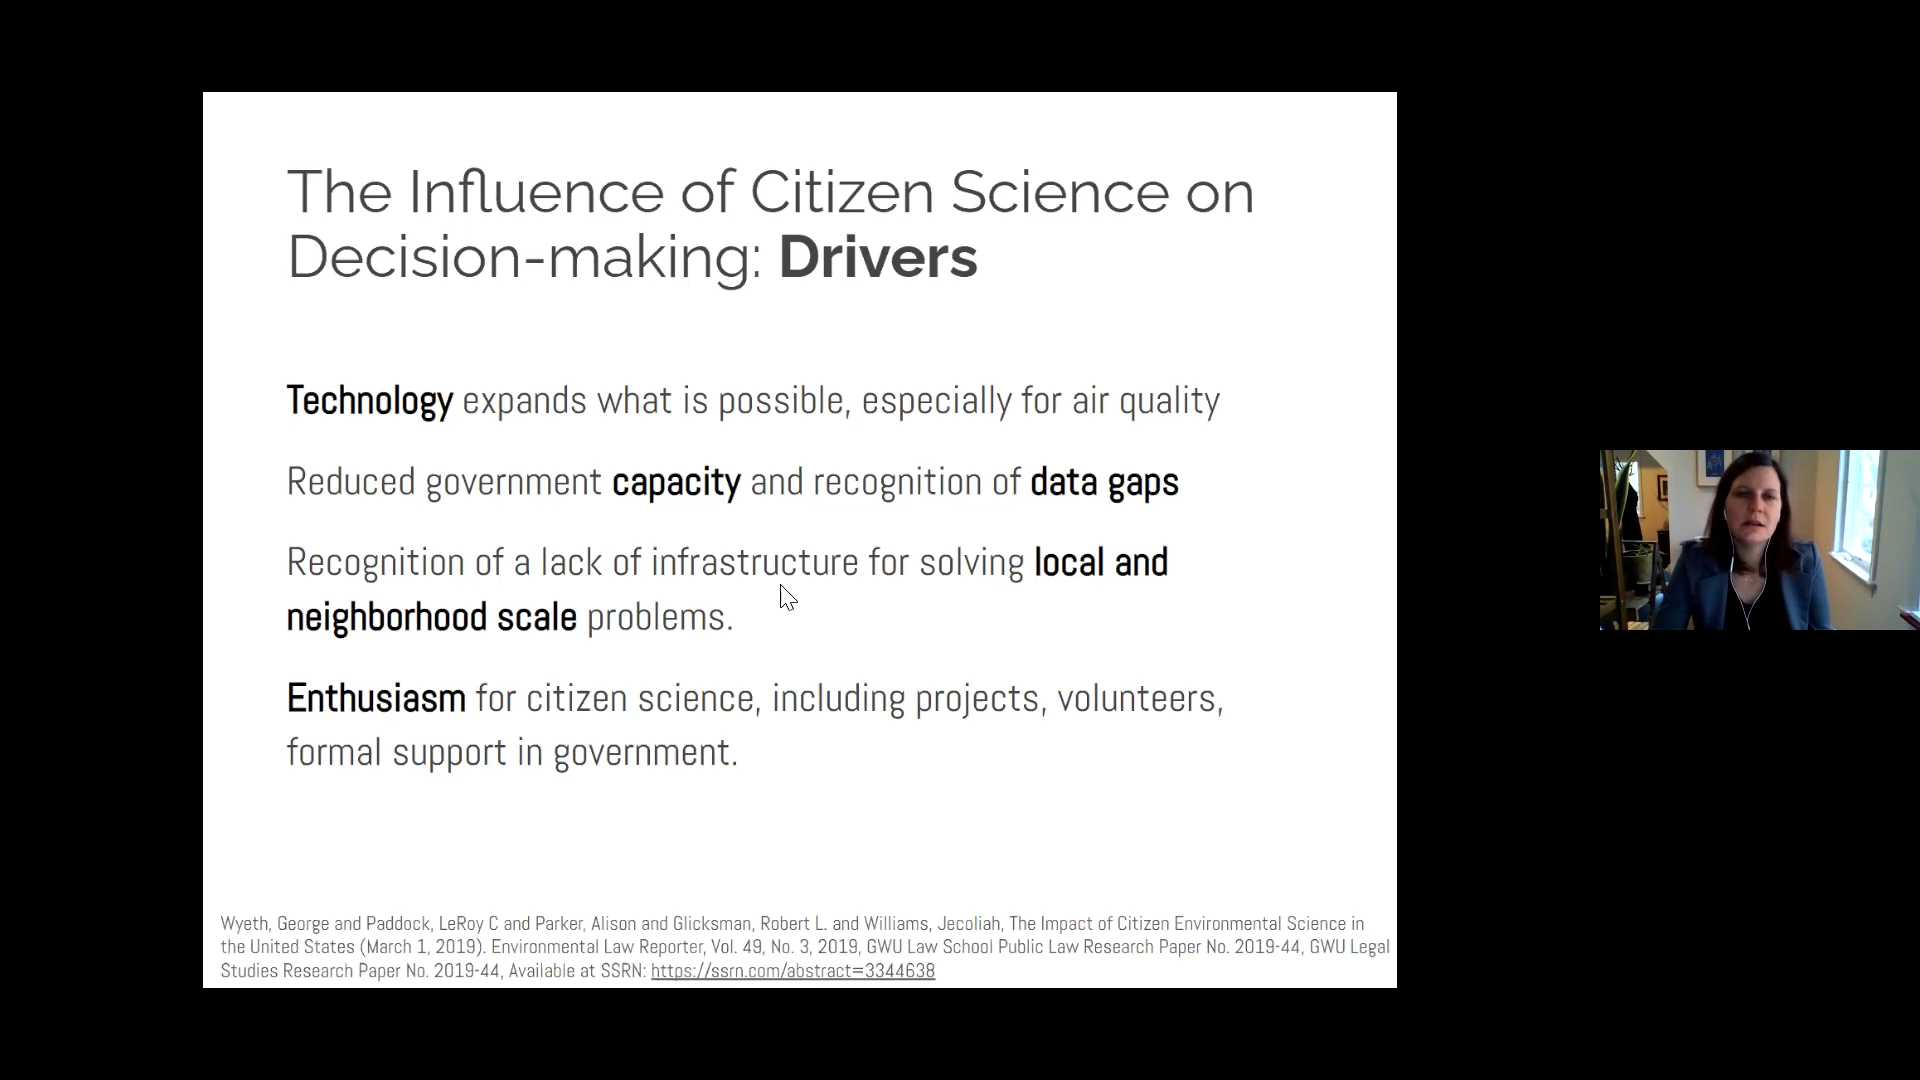 The Influence of Citizen Science on
Decision-making: Drivers
Technology expands what is possible, especially for air quality
Reduced government capacity and recognition of data gaps
Recognition of a lack of infrastructure for solving local and
neighborhood scale problems.
Enthusiasm for citizen science, including projects, volunteers,
formal support in government.
Wyeth, George and Paddock, LeRoy C and Parker, Alison and Glicksman, Robert L. and Williams, Jecoliah, The Impact of Citizen Environmental Science in
the United States (March 1, 2019). Environmental Law Reporter, Vol. 49, No. 3, 2019, GWU Law School Public Law Research Paper No. 2019-44, GWU Legal
Studies Research Paper No. 2019-44, Available at SSRN: https://ssrn.com/abstract=3344638